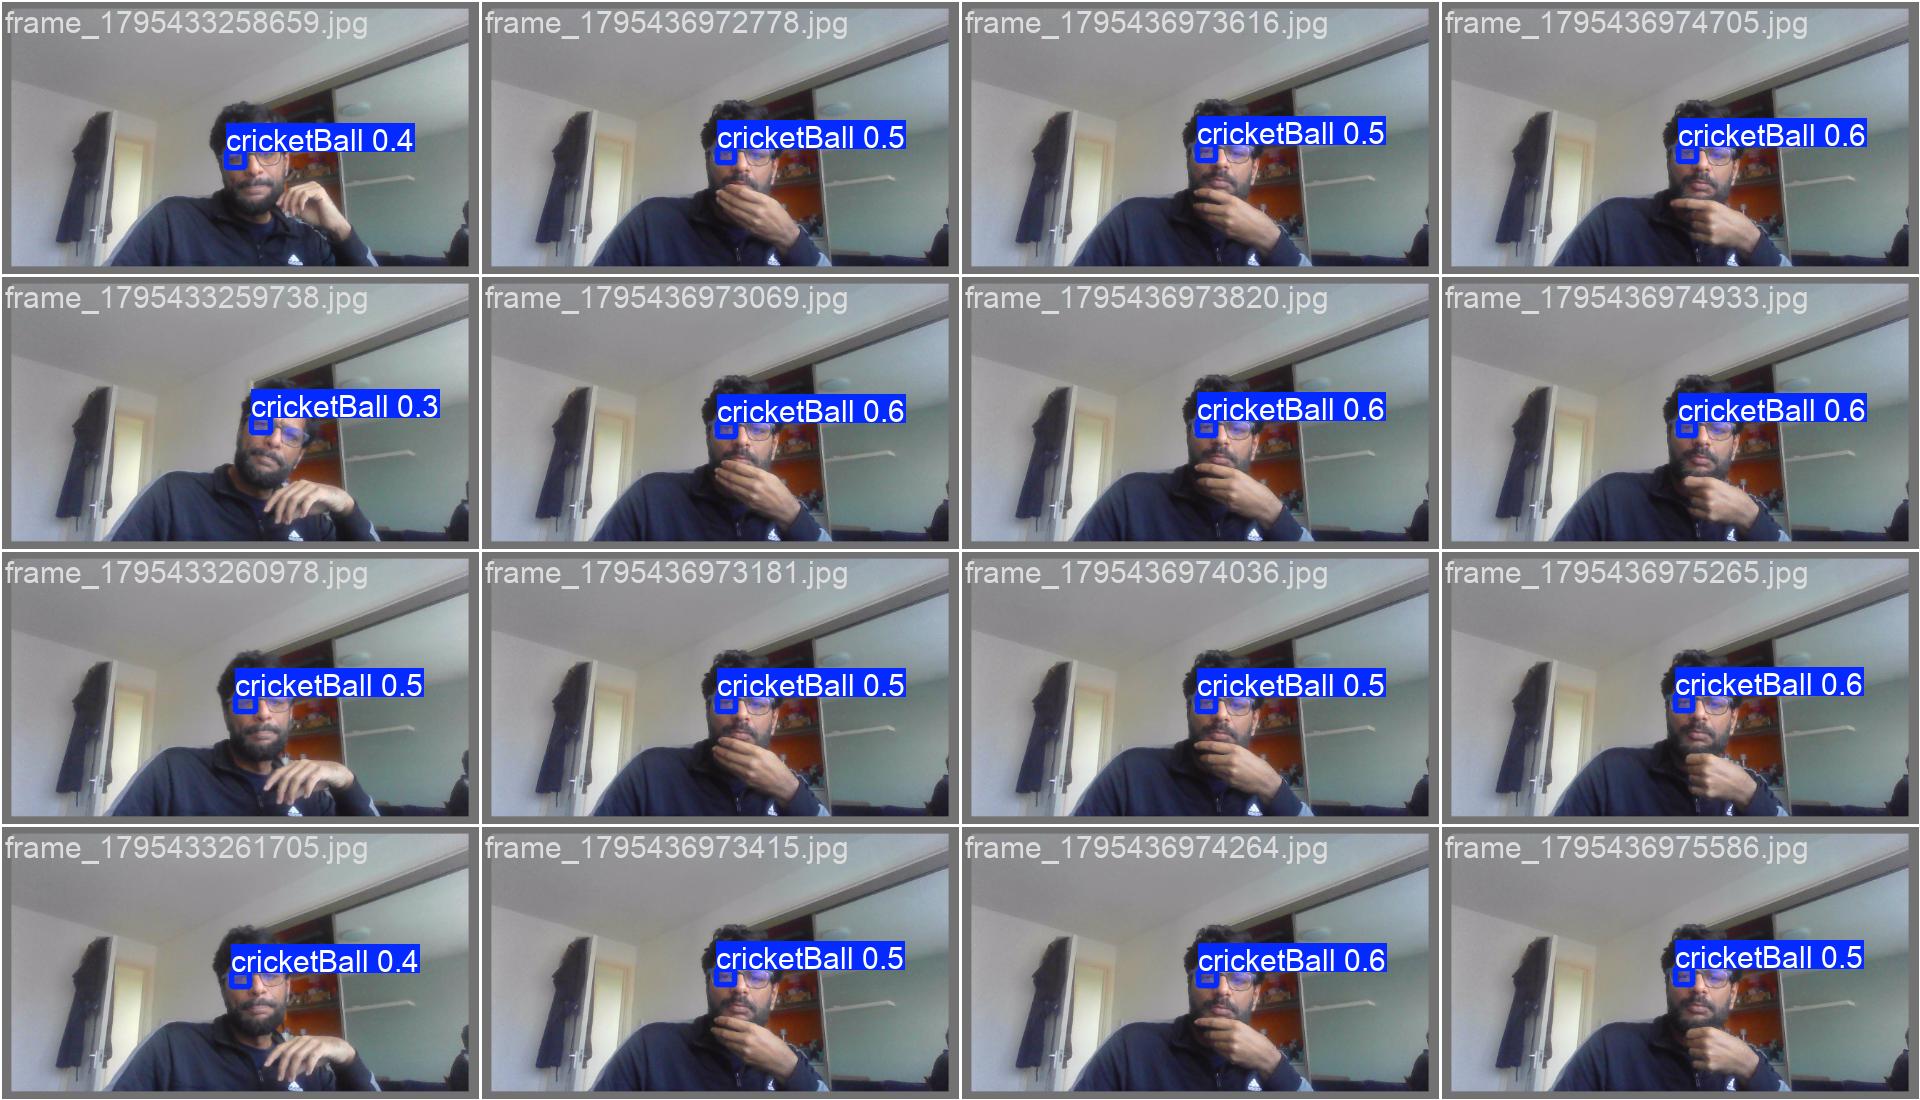 frame_1795433258659.jpg
cricketBall 0.4
frame_1795436972778.jpg
cricketBall 0.5
frame_1795436973616.jpg
cricketBall 0.5
frame_1795436974705.jpg
cricketBall 0.6
frame_1795433259738.jpg
cricketBall 0.3
frame_1795436973069.jpg
cricketBall 0.6
frame_1795436973820.jpg
cricketBall 0.6
frame_1795436974933.jpg
cricketBall 0.6
frame_1795433260978.jpg
cricketBall 0.5
frame_1795436973181.jpg
cricketBall 0.5
frame_1795436974036.jpg
cricketBall 0.5
frame_1795436975265.jpg
cricketBall 0.6
frame_1795433261705.jpg
cricketBall 0.4
frame_1795436973415.jpg
cricketBall 0.5
frame_1795436974264.jpg
cricketBall 0.6
frame_1795436975586.jpg
cricketBall 0.5